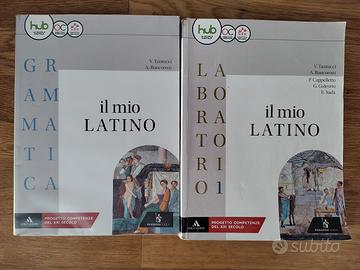 hub
V. Tantucci
A. Roncoroni
GRAMMATICA
il mio
LATINO
PROGETTO COMPETENZE
DEL XXI SECOLO
hub
V. Tantucci
A. Roncoroni
P. Cappelletto
G. Galeotto
E. Sada
LABORATORIO 1
il mio
LATINO
PROGETTO COMPETENZE
DEL XXI SECOLO
subito